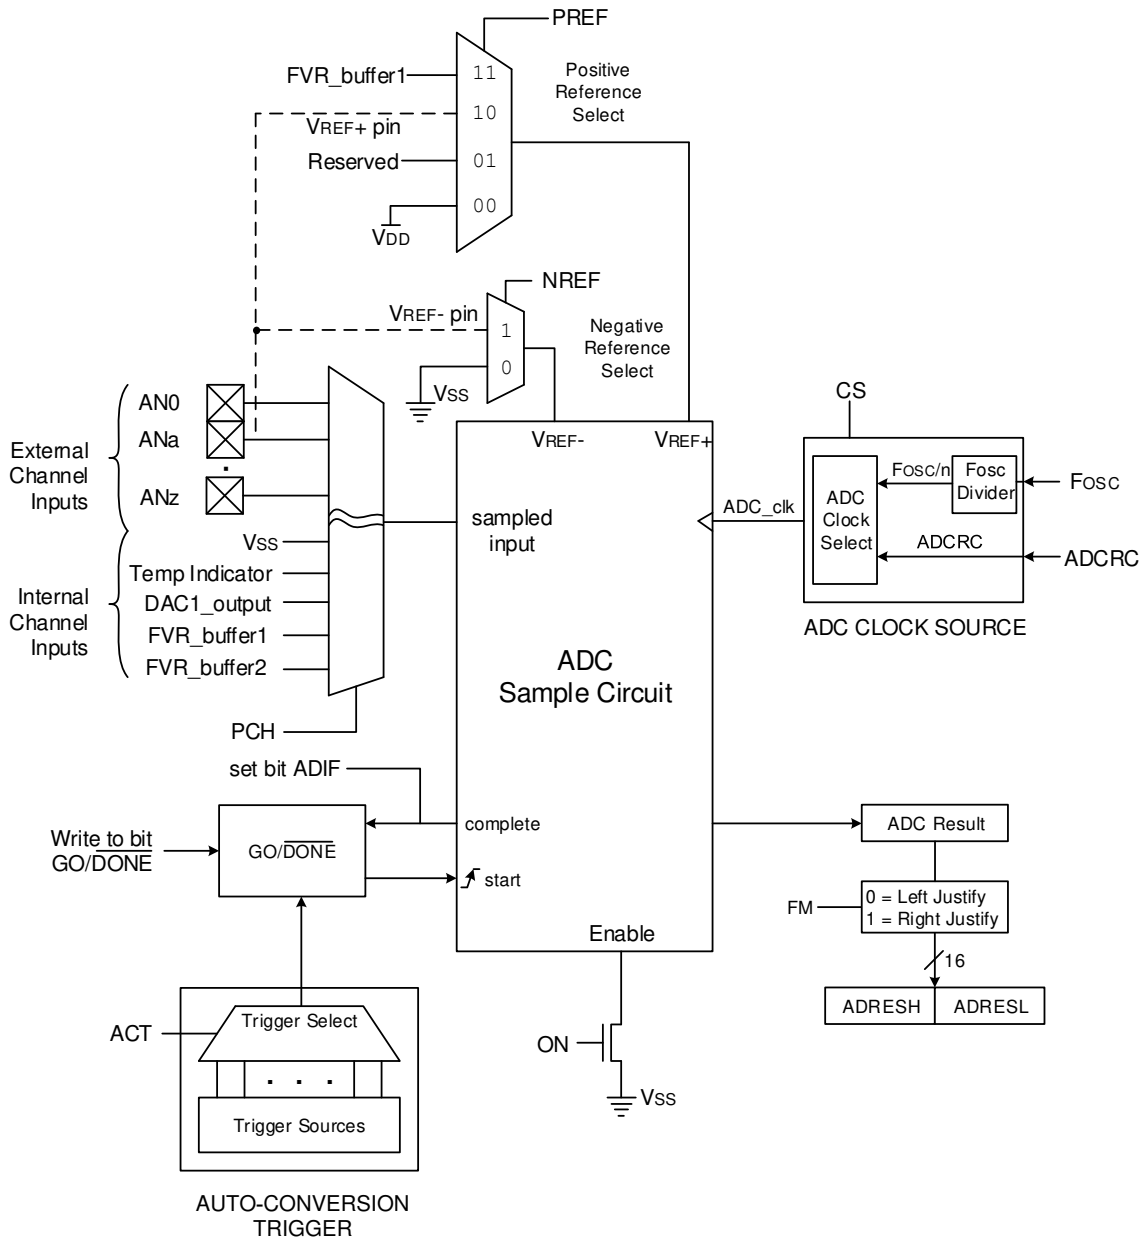 PREF
FVR_buffer1
11
Positive
Reference
Select
10
VREF+ pin
Reserved
01
00
VDD
NREF
VREF- pin
1
Negative
Reference
Select
0
VSS
External
Channel
Inputs
AN0
ANa
.
ANz
VREF-
VREF+
CS
ADC_clk
ADC
Clock
Select
FOSC/n
Fosc
Divider
FOSC
ADCRC
ADCRC
ADC CLOCK SOURCE
sampled
input
Internal
Channel
Inputs
VSS
Temp Indicator
DAC1_output
FVR_buffer1
FVR_buffer2
ADC
Sample Circuit
PCH
set bit ADIF
complete
Write to bit
GO/DONE
GO/DONE
start
ADC Result
FM
0 = Left Justify
1 = Right Justify
16
ADRESH
ADRESL
Enable
ON
VSS
ACT
Trigger Select
. . .
Trigger Sources
AUTO-CONVERSION
TRIGGER